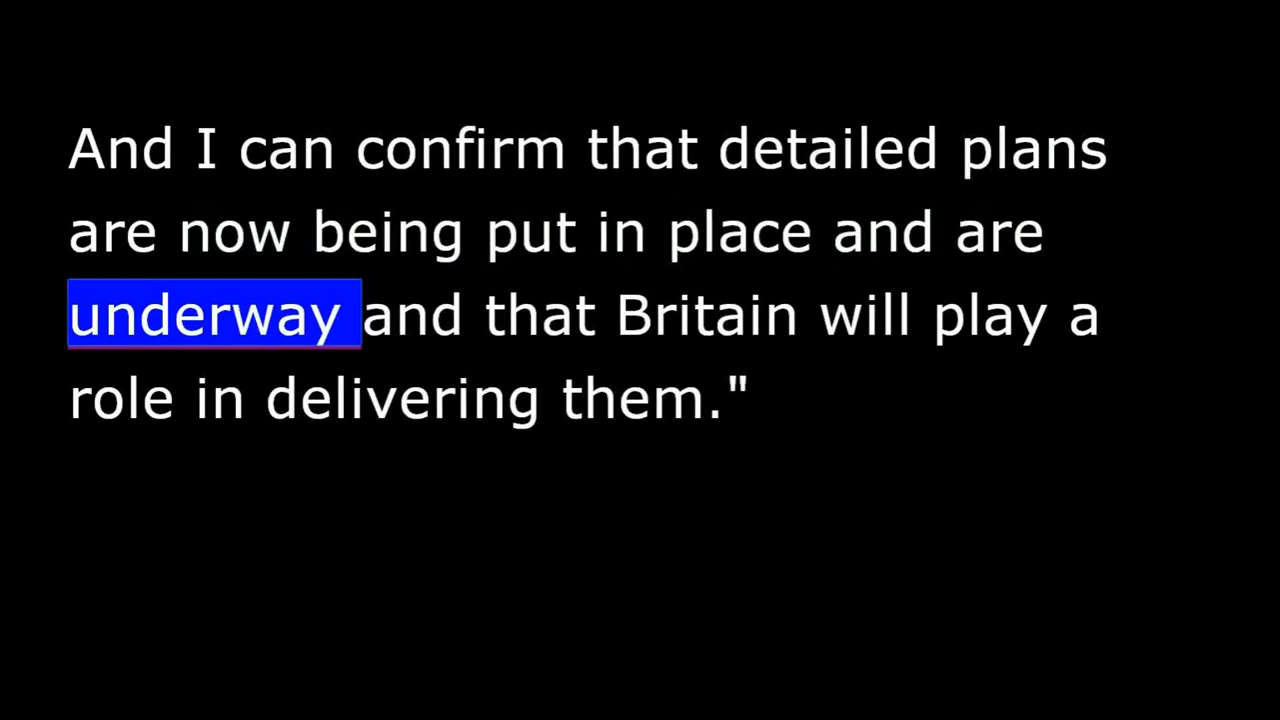 And I can confirm that detailed plans
are now being put in place and are
underway and that Britain will play a
role in delivering them."